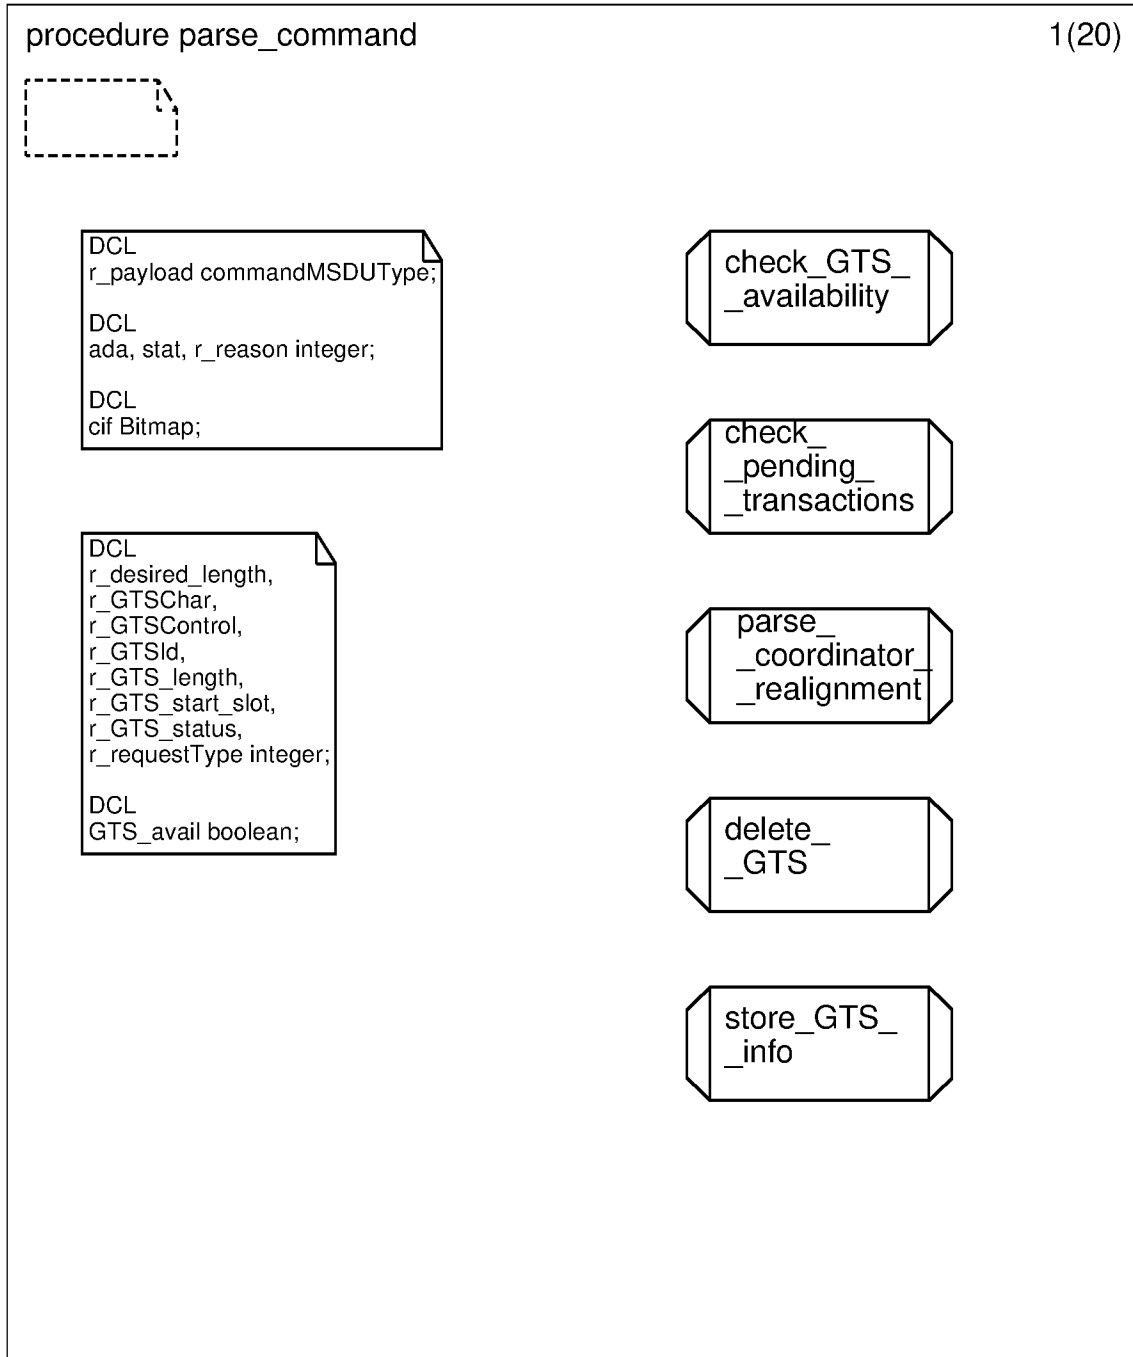 procedure parse_command
1(20)
DCL
r_payload commandMSDUType;
DCL
ada, stat, r_reason integer;
DCL
cif Bitmap;
DCL
r_desired_length,
r_GTSChar,
r_GTSControl,
r_GTSId,
r_GTS_length,
r_GTS_start_slot,
r_GTS_status,
r_requestType integer;
DCL
GTS_avail boolean;
check_GTS_
_availability
check_
_pending_
_transactions
parse_
_coordinator_
_realignment
delete_
_GTS
store_GTS_
_info